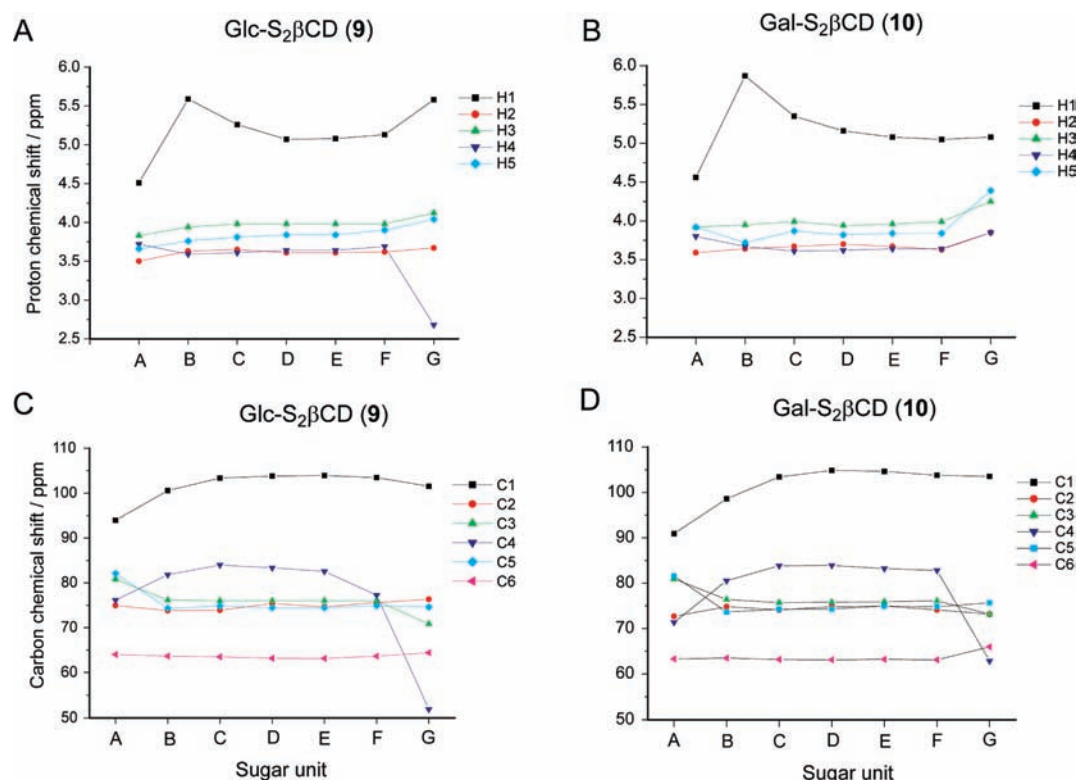 A
Glc-S₂βCD (9)
Proton chemical shift / ppm
6.0
5.5
5.0
4.5
4.0
3.5
3.0
2.5
A B C D E F G
H1
H2
H3
H4
H5
B
Gal-S₂βCD (10)
6.0
5.5
5.0
4.5
4.0
3.5
3.0
2.5
A B C D E F G
H1
H2
H3
H4
H5
C
Glc-S₂βCD (9)
Carbon chemical shift / ppm
110
100
90
80
70
60
50
A B C D E F G
Sugar unit
C1
C2
C3
C4
C5
C6
D
Gal-S₂βCD (10)
110
100
90
80
70
60
50
A B C D E F G
Sugar unit
C1
C2
C3
C4
C5
C6